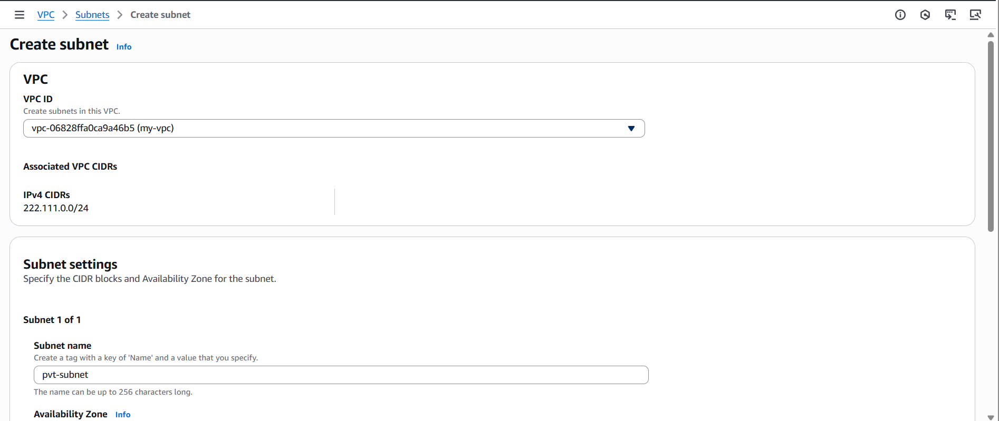 VPC > Subnets > Create subnet
Create subnet Info
VPC
VPC ID
Create subnets in this VPC.
vpc-06828ffa0ca9a46b5 (my-vpc)
Associated VPC CIDRs
IPv4 CIDRs
222.111.0.0/24
Subnet settings
Specify the CIDR blocks and Availability Zone for the subnet.
Subnet 1 of 1
Subnet name
Create a tag with a key of 'Name' and a value that you specify.
pvt-subnet
The name can be up to 256 characters long.
Availability Zone Info